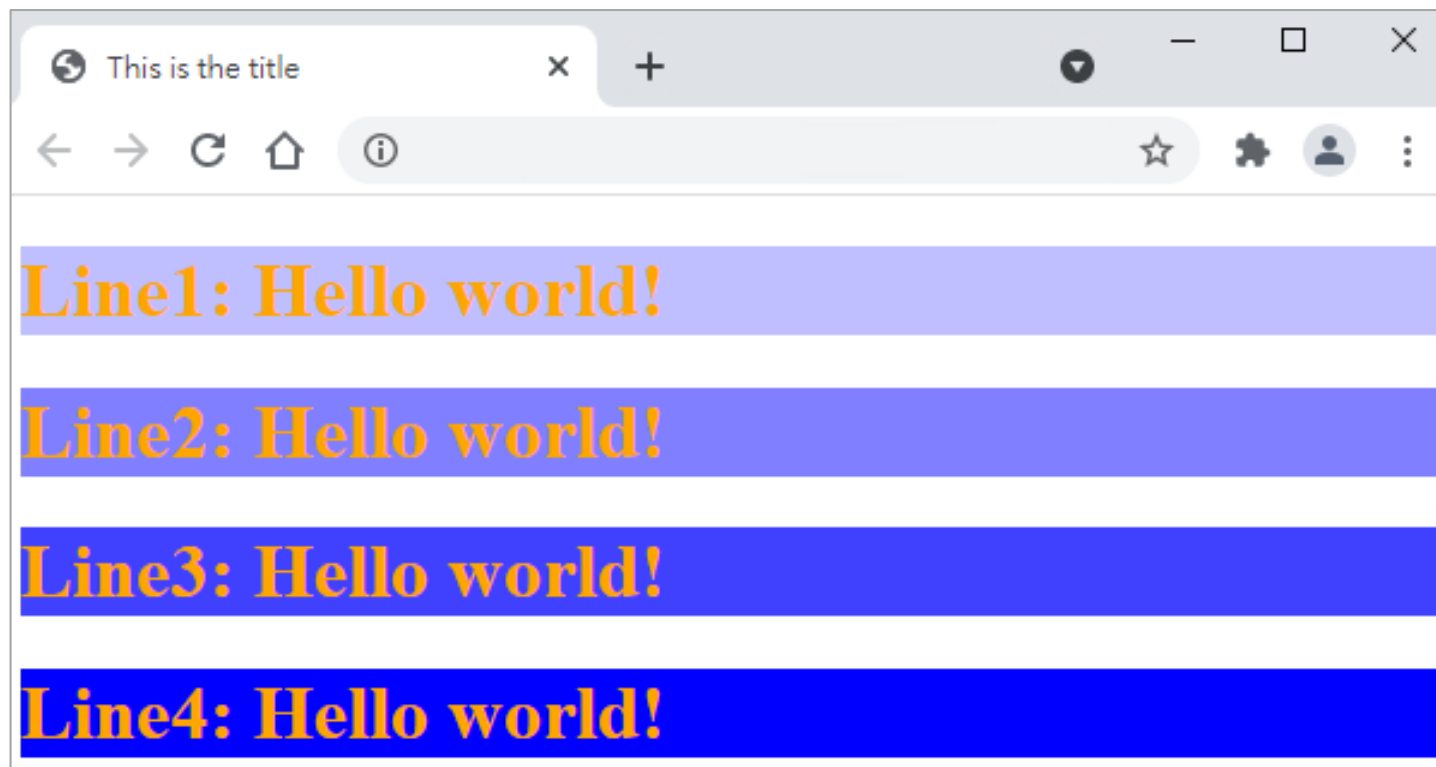 This is the title
Line1: Hello world!
Line2: Hello world!
Line3: Hello world!
Line4: Hello world!